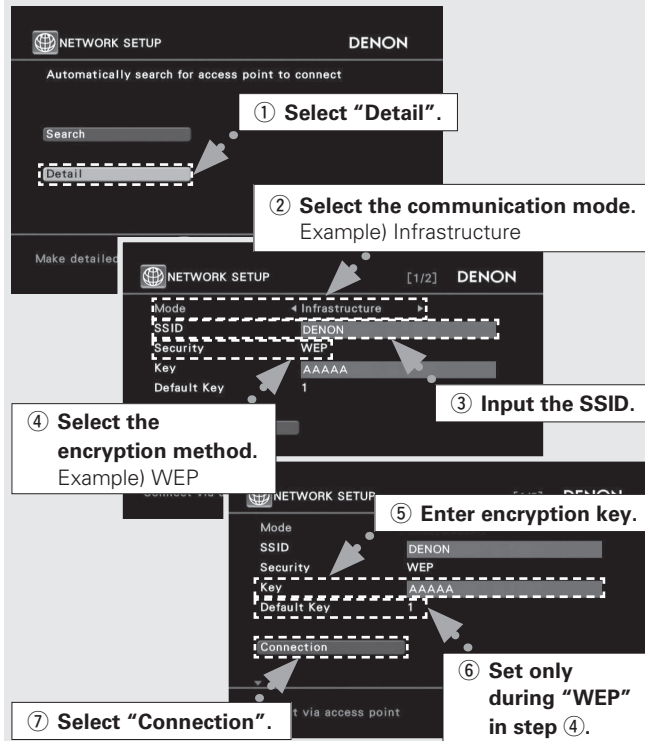 NETWORK SETUP DENON
Automatically search for access point to connect
① Select “Detail”.
Search
Detail
② Select the communication mode.
Example) Infrastructure
Make detailed
NETWORK SETUP [1/2] DENON
Mode Infrastructure
SSID DENON
Security WEP
Key AAAAA
Default Key 1
③ Input the SSID.
④ Select the
encryption method.
Example) WEP
NETWORK SETUP DENON
⑤ Enter encryption key.
Mode
SSID DENON
Security WEP
Key AAAAA
Default Key 1
Connection
⑥ Set only
during “WEP”
in step ④.
⑦ Select “Connection”.
via access point